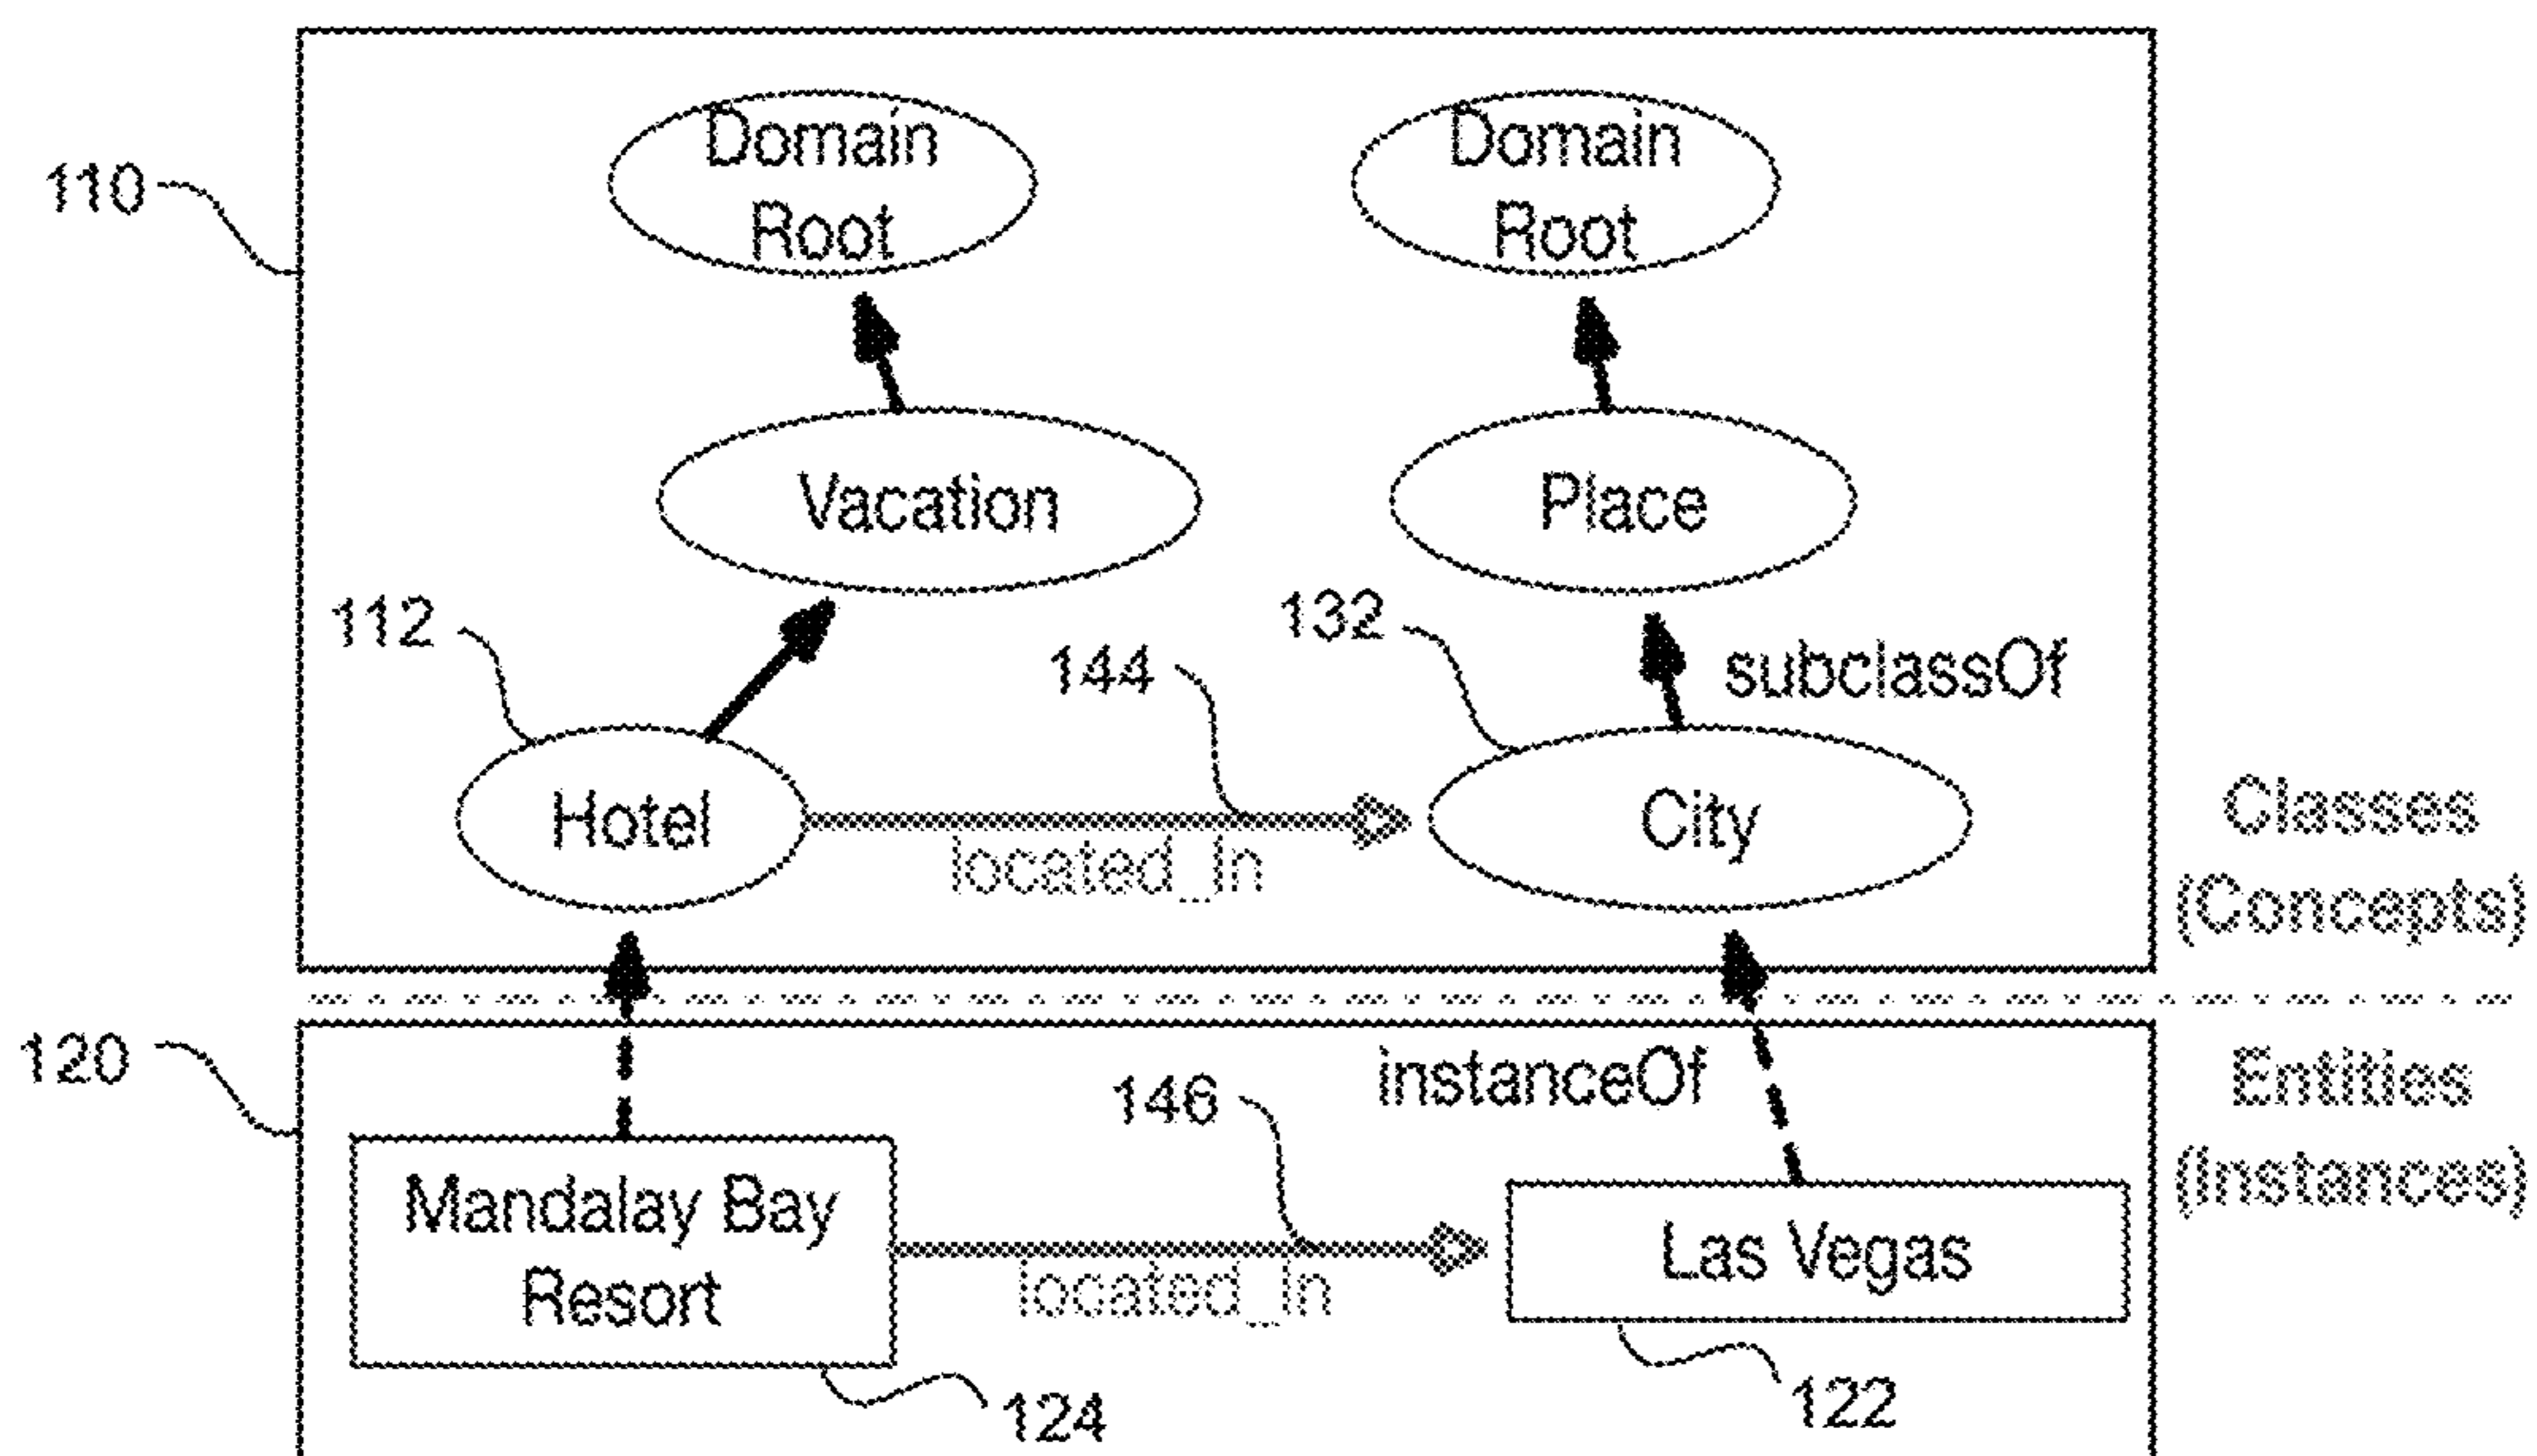 Domain
Root
Domain
Root
110
Vacation
Place
112
144
132
subclassOf
Hotel
located_in
City
Classes
(Concepts)
120
146
instanceOf
Entities
(Instances)
Mandalay Bay
Resort
located_in
Las Vegas
124
122